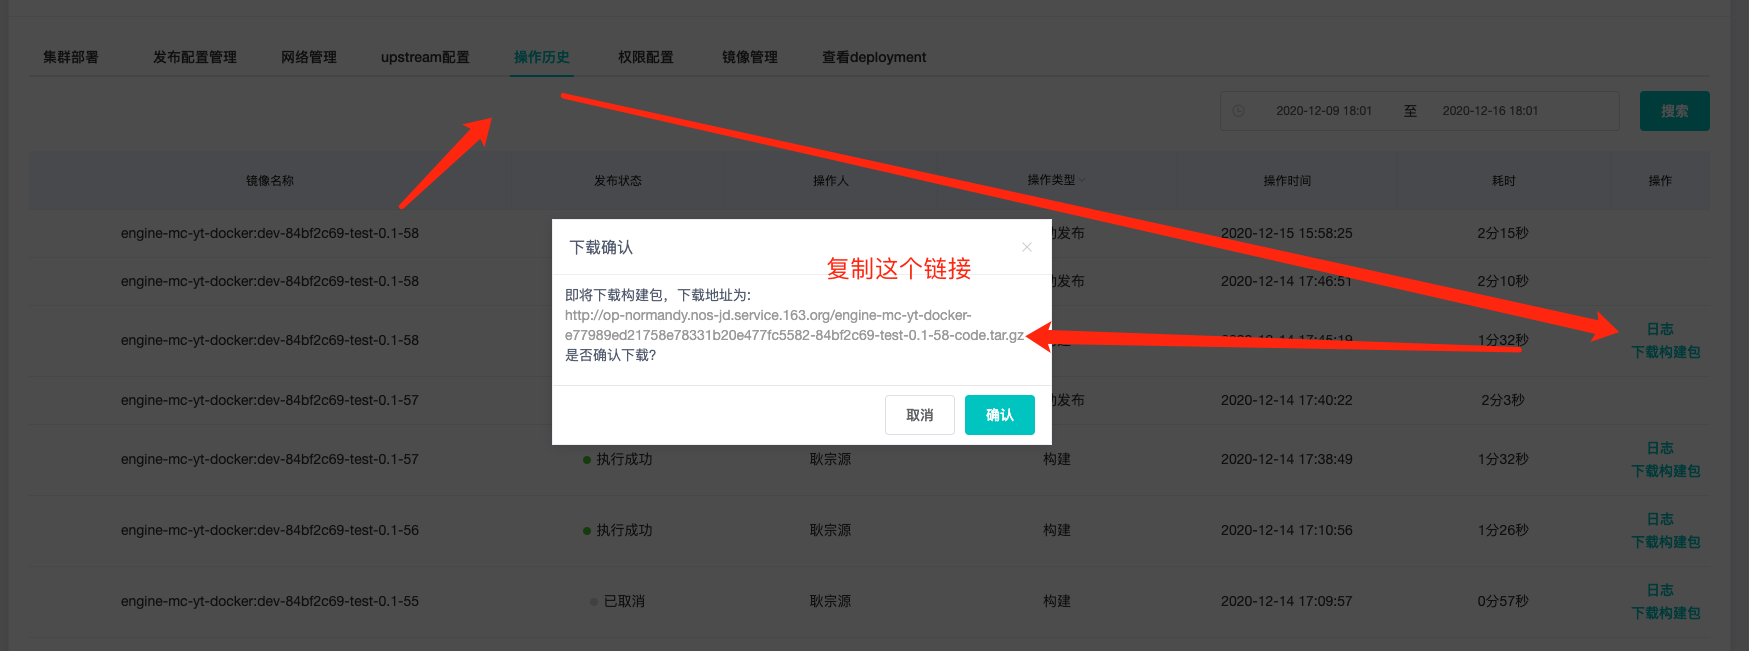 集群部署 发布配置管理 网络管理 upstream配置 操作历史 权限配置 镜像管理 查看deployment
2020-12-09 18:01 至 2020-12-16 18:01 搜索
镜像名称 发布状态 操作人 操作类型 操作时间 耗时 操作
engine-mc-yt-docker:dev-84bf2c69-test-0.1-58 发布 2020-12-15 15:58:25 2分15秒
engine-mc-yt-docker:dev-84bf2c69-test-0.1-58 发布 2020-12-14 17:46:51 2分10秒
engine-mc-yt-docker:dev-84bf2c69-test-0.1-58 建 2020-12-14 17:45:19 1分32秒 日志
下载构建包
engine-mc-yt-docker:dev-84bf2c69-test-0.1-57 发布 2020-12-14 17:40:22 2分3秒
下载确认
复制这个链接
即将下载构建包，下载地址为:
http://op-normandy.nos-jd.service.163.org/engine-mc-yt-docker-
e77989ed21758e78331b20e477fc5582-84bf2c69-test-0.1-58-code.tar.gz
是否确认下载?
取消 确认
engine-mc-yt-docker:dev-84bf2c69-test-0.1-57 执行成功 耿宗源 构建 2020-12-14 17:38:49 1分32秒 日志
下载构建包
engine-mc-yt-docker:dev-84bf2c69-test-0.1-56 执行成功 耿宗源 构建 2020-12-14 17:10:56 1分26秒 日志
下载构建包
engine-mc-yt-docker:dev-84bf2c69-test-0.1-55 已取消 耿宗源 构建 2020-12-14 17:09:57 0分57秒 日志
下载构建包